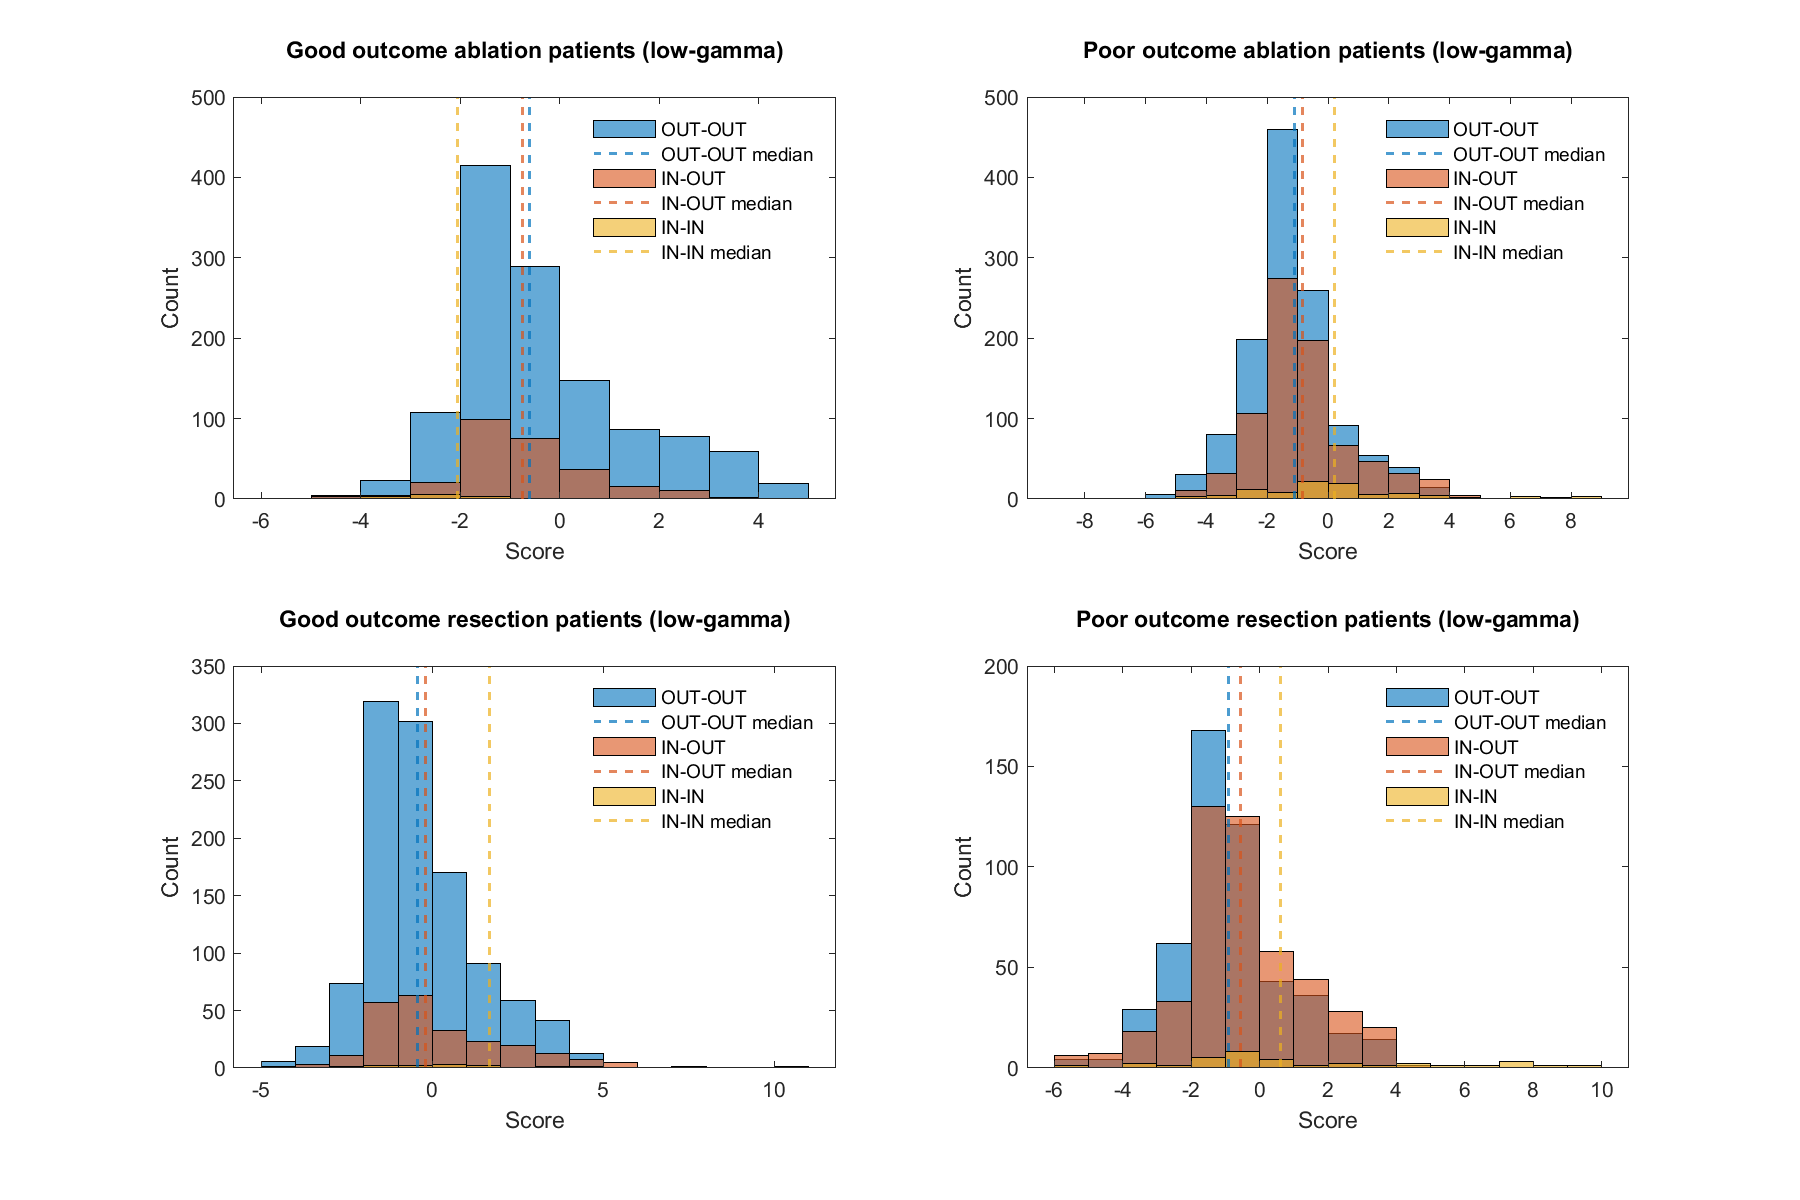 Good outcome ablation patients (low-gamma)
500
400
300
200
100
0
Count
-6
-4
-2
0
2
4
Score
OUT-OUT
OUT-OUT median
IN-OUT
IN-OUT median
IN-IN
IN-IN median
Poor outcome ablation patients (low-gamma)
500
400
300
200
100
0
Count
-8
-6
-4
-2
0
2
4
6
8
Score
OUT-OUT
OUT-OUT median
IN-OUT
IN-OUT median
IN-IN
IN-IN median
Good outcome resection patients (low-gamma)
350
300
250
200
150
100
50
0
Count
-5
0
5
10
Score
OUT-OUT
OUT-OUT median
IN-OUT
IN-OUT median
IN-IN
IN-IN median
Poor outcome resection patients (low-gamma)
200
150
100
50
0
Count
-6
-4
-2
0
2
4
6
8
10
Score
OUT-OUT
OUT-OUT median
IN-OUT
IN-OUT median
IN-IN
IN-IN median